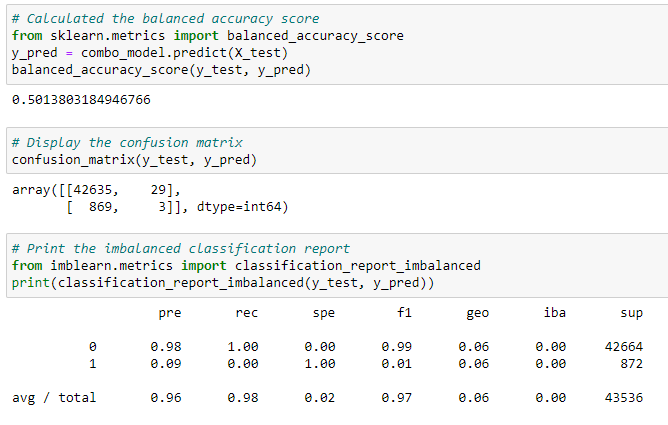 # Calculated the balanced accuracy score
from sklearn.metrics import balanced_accuracy_score
y_pred = combo_model.predict(X_test)
balanced_accuracy_score(y_test, y_pred)
0.5013803184946766
# Display the confusion matrix
confusion_matrix(y_test, y_pred)
array([[42635,    29],
       [  869,     3]], dtype=int64)
# Print the imbalanced classification report
from imblearn.metrics import classification_report_imbalanced
print(classification_report_imbalanced(y_test, y_pred))
                   pre       rec       spe        f1       geo       iba       sup
          0       0.98      1.00      0.00      0.99      0.06      0.00     42664
          1       0.09      0.00      1.00      0.01      0.06      0.00       872
avg / total       0.96      0.98      0.02      0.97      0.06      0.00     43536